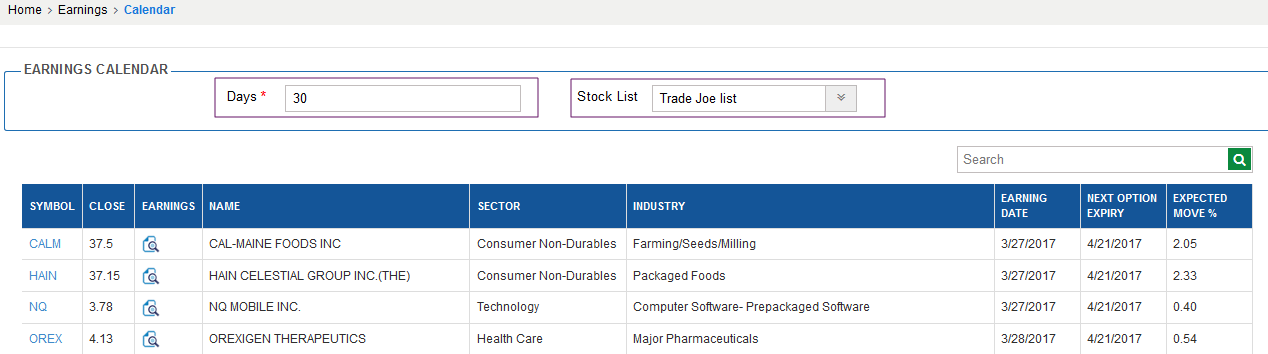 Home > Earnings > Calendar
EARNINGS CALENDAR
Days * 30 Stock List Trade Joe list
Search
SYMBOL CLOSE EARNINGS NAME SECTOR INDUSTRY EARNING DATE NEXT OPTION EXPIRY EXPECTED MOVE %
CALM 37.5 CAL-MAINE FOODS INC Consumer Non-Durables Farming/Seeds/Milling 3/27/2017 4/21/2017 2.05
HAIN 37.15 HAIN CELESTIAL GROUP INC.(THE) Consumer Non-Durables Packaged Foods 3/27/2017 4/21/2017 2.33
NQ 3.78 NQ MOBILE INC. Technology Computer Software- Prepackaged Software 3/27/2017 4/21/2017 0.40
OREX 4.13 OREXIGEN THERAPEUTICS Health Care Major Pharmaceuticals 3/28/2017 4/21/2017 0.54